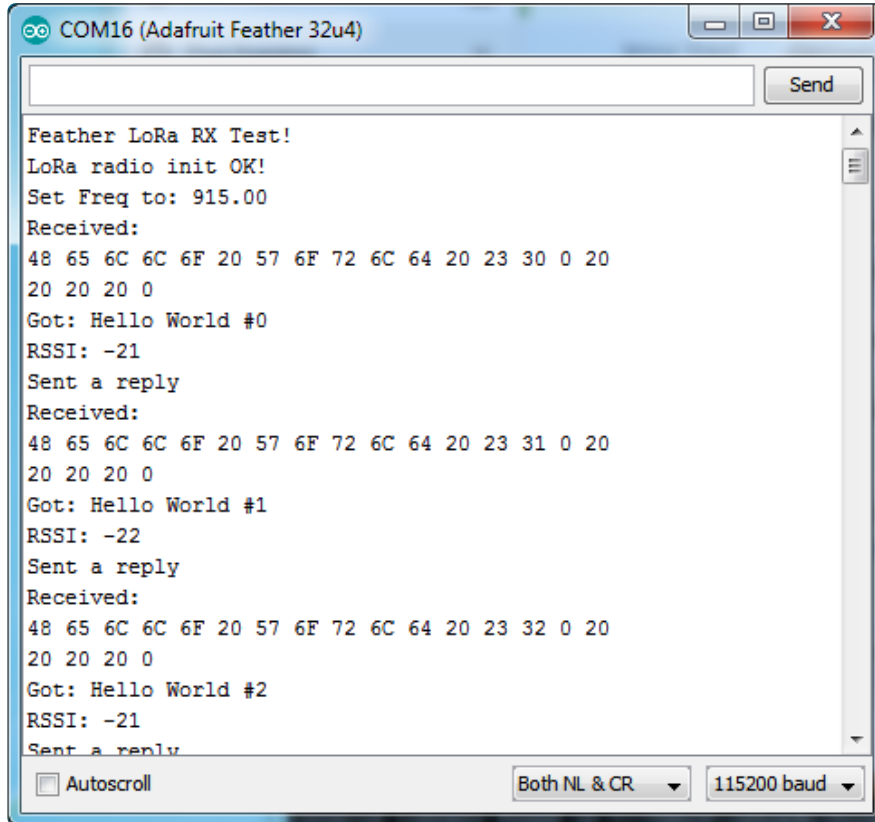 COM16 (Adafruit Feather 32u4)
Send
Feather LoRa RX Test!
LoRa radio init OK!
Set Freq to: 915.00
Received:
48 65 6C 6C 6F 20 57 6F 72 6C 64 20 23 30 0 20
20 20 20 0
Got: Hello World #0
RSSI: -21
Sent a reply
Received:
48 65 6C 6C 6F 20 57 6F 72 6C 64 20 23 31 0 20
20 20 20 0
Got: Hello World #1
RSSI: -22
Sent a reply
Received:
48 65 6C 6C 6F 20 57 6F 72 6C 64 20 23 32 0 20
20 20 20 0
Got: Hello World #2
RSSI: -21
Sent a reply
Autoscroll
Both NL & CR
115200 baud